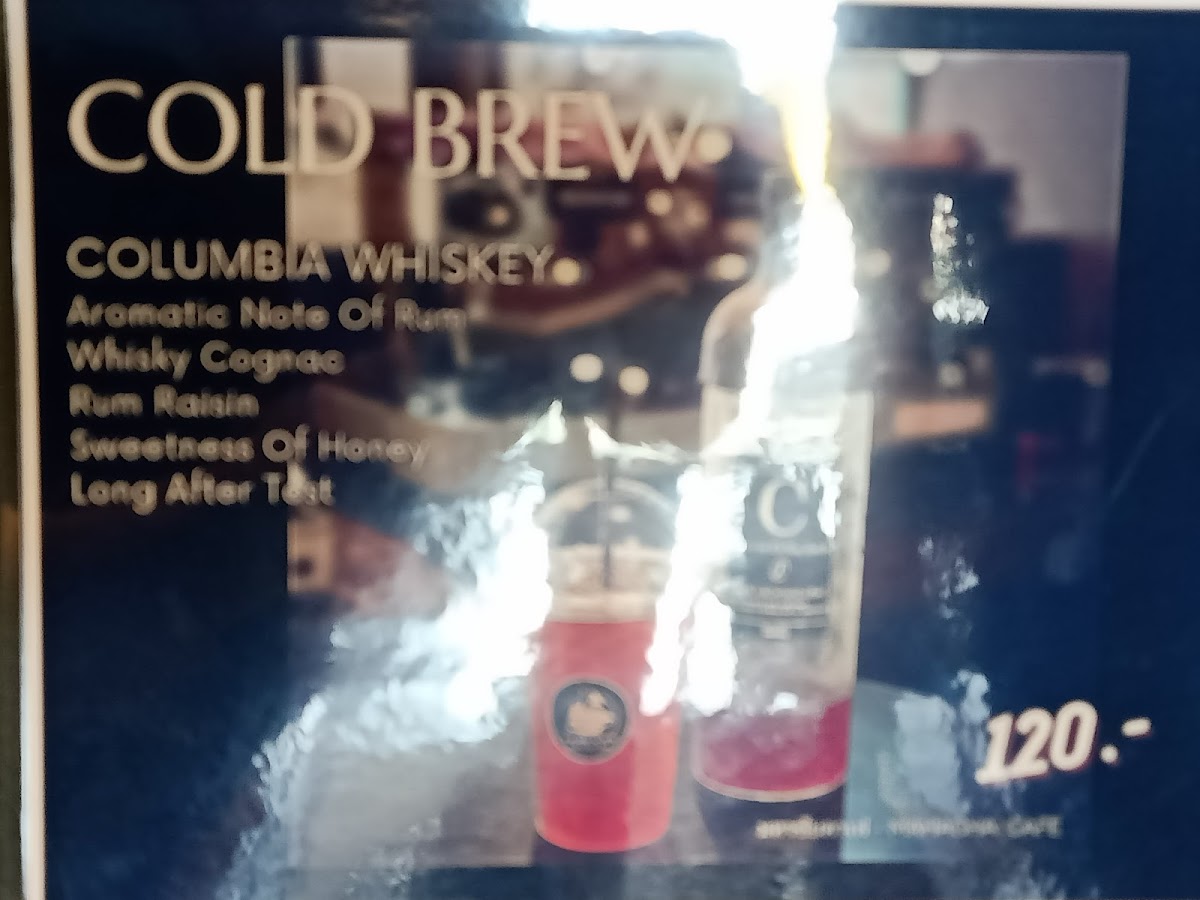 COLD BREW
COLUMBIA WHISKEY
Aromatic Note Of Rum
Whisky Cognac
Rum Raisin
Sweetness Of Honey
Long After Test
C
120.-
CAFE